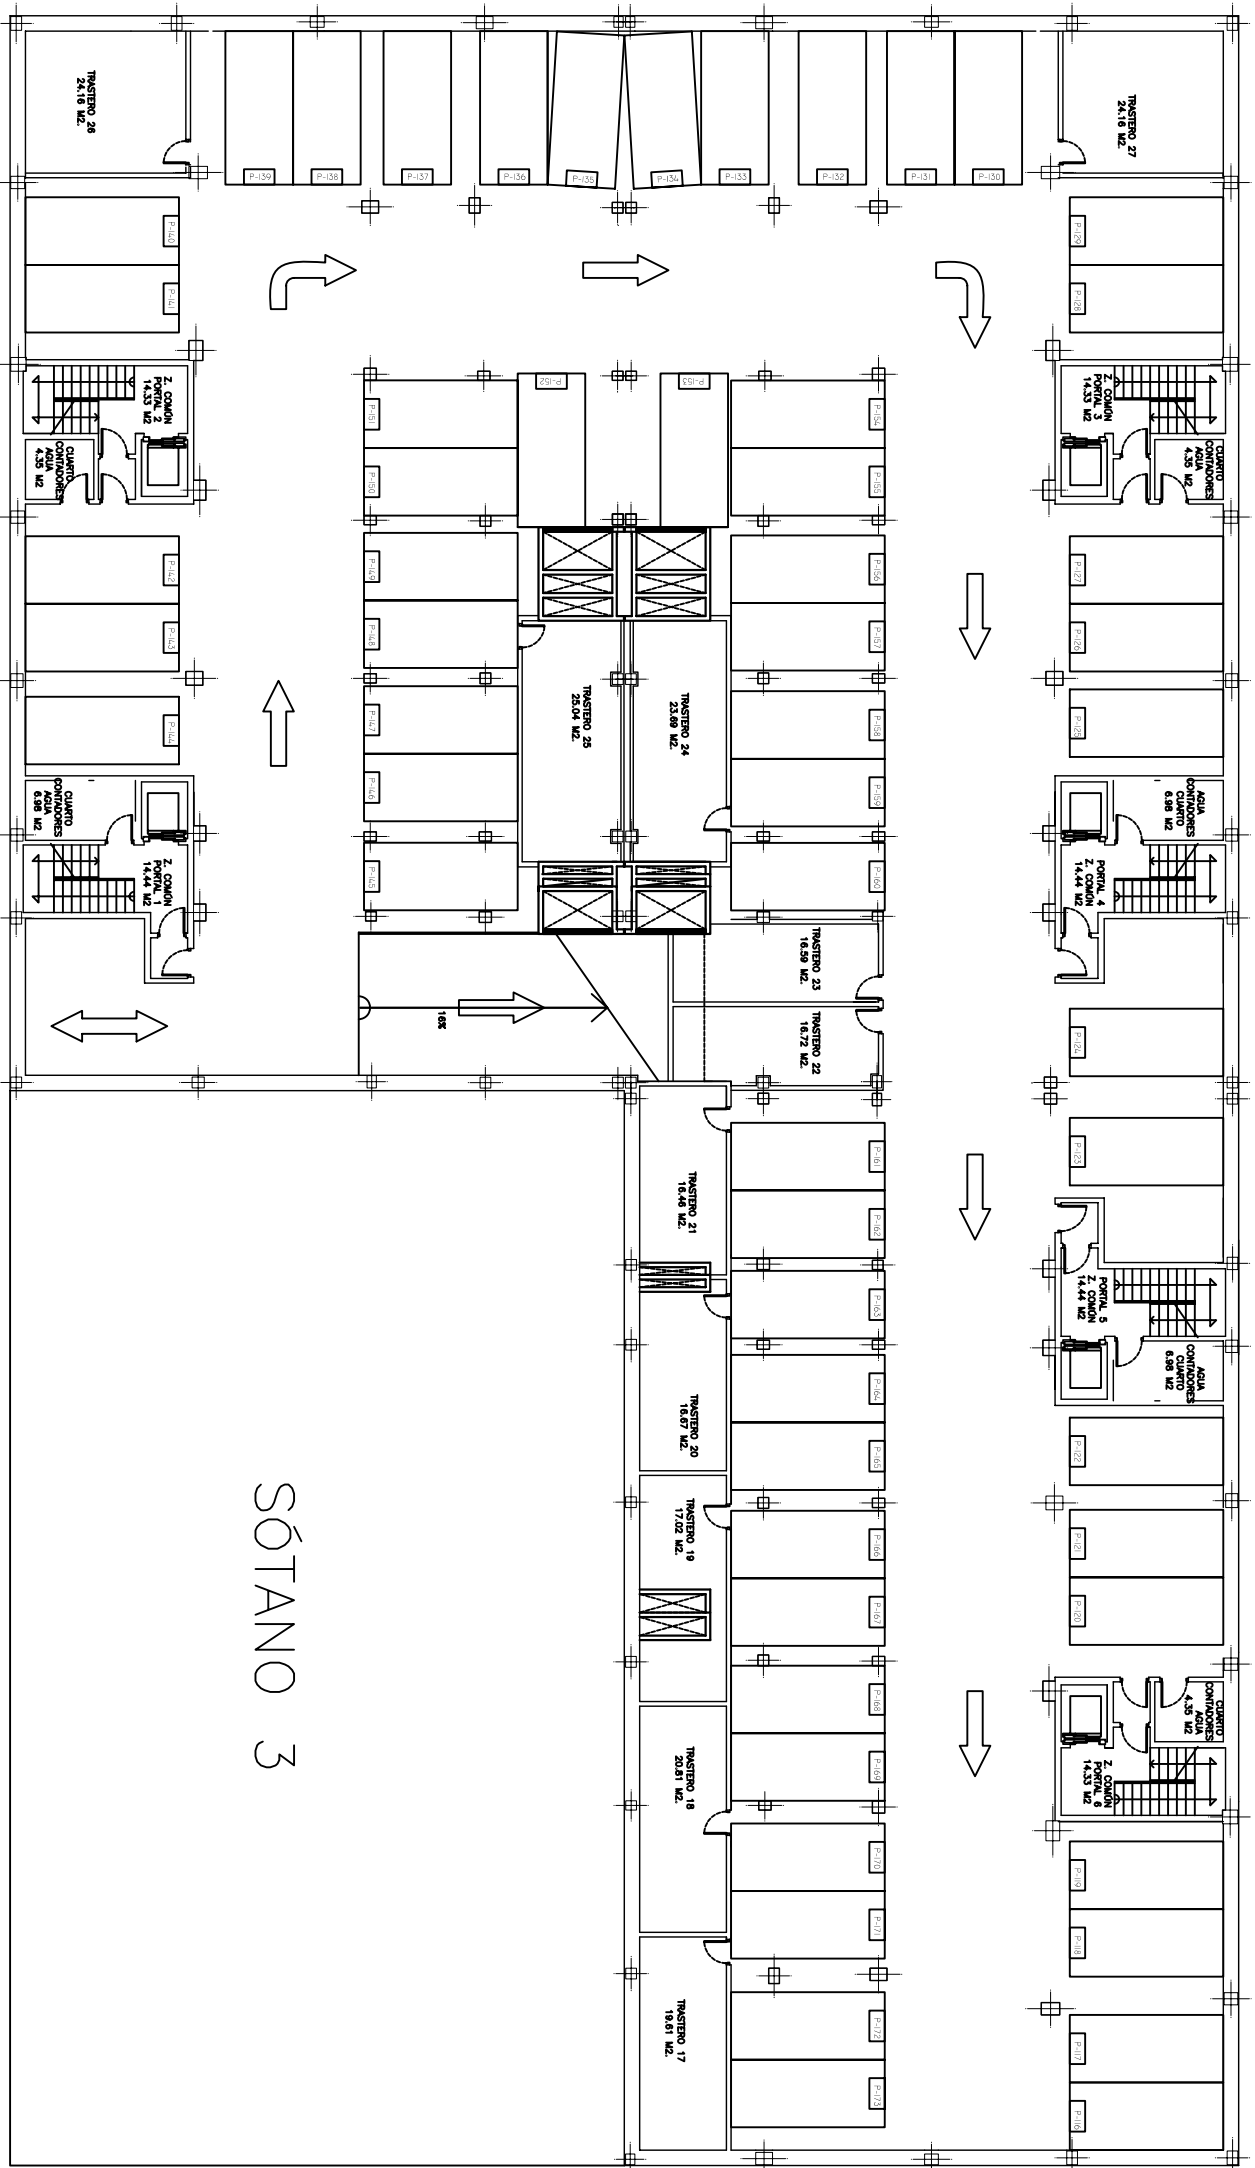 TRASTERO 26
24.16 M2.
TRASTERO 27
24.16 M2.
P-139
P-138
P-137
P-136
P-135
P-134
P-133
P-132
P-131
P-130
P-140
P-141
P-129
P-128
Z. COMÚN
PORTAL 2
14.33 M2
CUARTO
CONTADORES
AGUA
4.35 M2
P-151
P-150
P-152
P-153
P-154
P-155
Z. COMÚN
PORTAL 3
14.33 M2
CUARTO
CONTADORES
AGUA
4.35 M2
P-142
P-143
P-144
P-149
P-148
P-147
P-146
P-145
TRASTERO 25
25.04 M2.
TRASTERO 24
23.69 M2.
P-156
P-157
P-158
P-159
P-160
P-127
P-126
P-125
CUARTO
CONTADORES
AGUA
6.98 M2
Z. COMÚN
PORTAL 1
14.44 M2
AGUA
CONTADORES
CUARTO
6.98 M2
PORTAL 4
Z. COMÚN
14.44 M2
16%
TRASTERO 23
16.59 M2.
TRASTERO 22
16.72 M2.
P-124
P-123
TRASTERO 21
16.46 M2.
P-161
P-162
P-163
PORTAL 5
Z. COMÚN
14.44 M2
AGUA
CONTADORES
CUARTO
6.98 M2
TRASTERO 20
16.67 M2.
P-164
P-165
P-122
P-121
P-120
TRASTERO 19
17.02 M2.
P-166
P-167
P-168
P-169
CUARTO
CONTADORES
AGUA
4.35 M2
Z. COMÚN
PORTAL 6
14.33 M2
TRASTERO 18
20.81 M2.
P-170
P-171
P-119
P-118
TRASTERO 17
19.61 M2.
P-172
P-173
P-117
P-116
SÓTANO 3